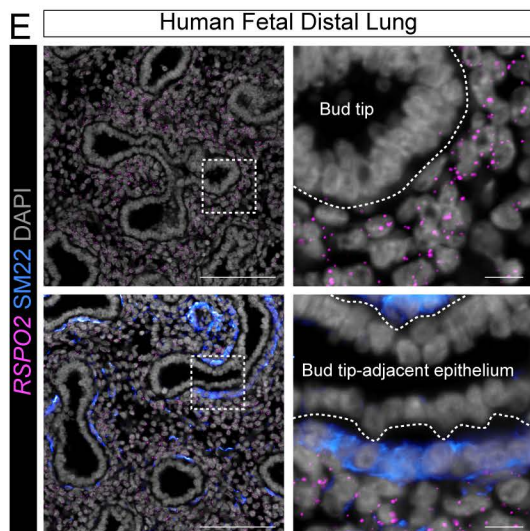 E
Human Fetal Distal Lung
RSPO2 SM22 DAPI
Bud tip
Bud tip-adjacent epithelium